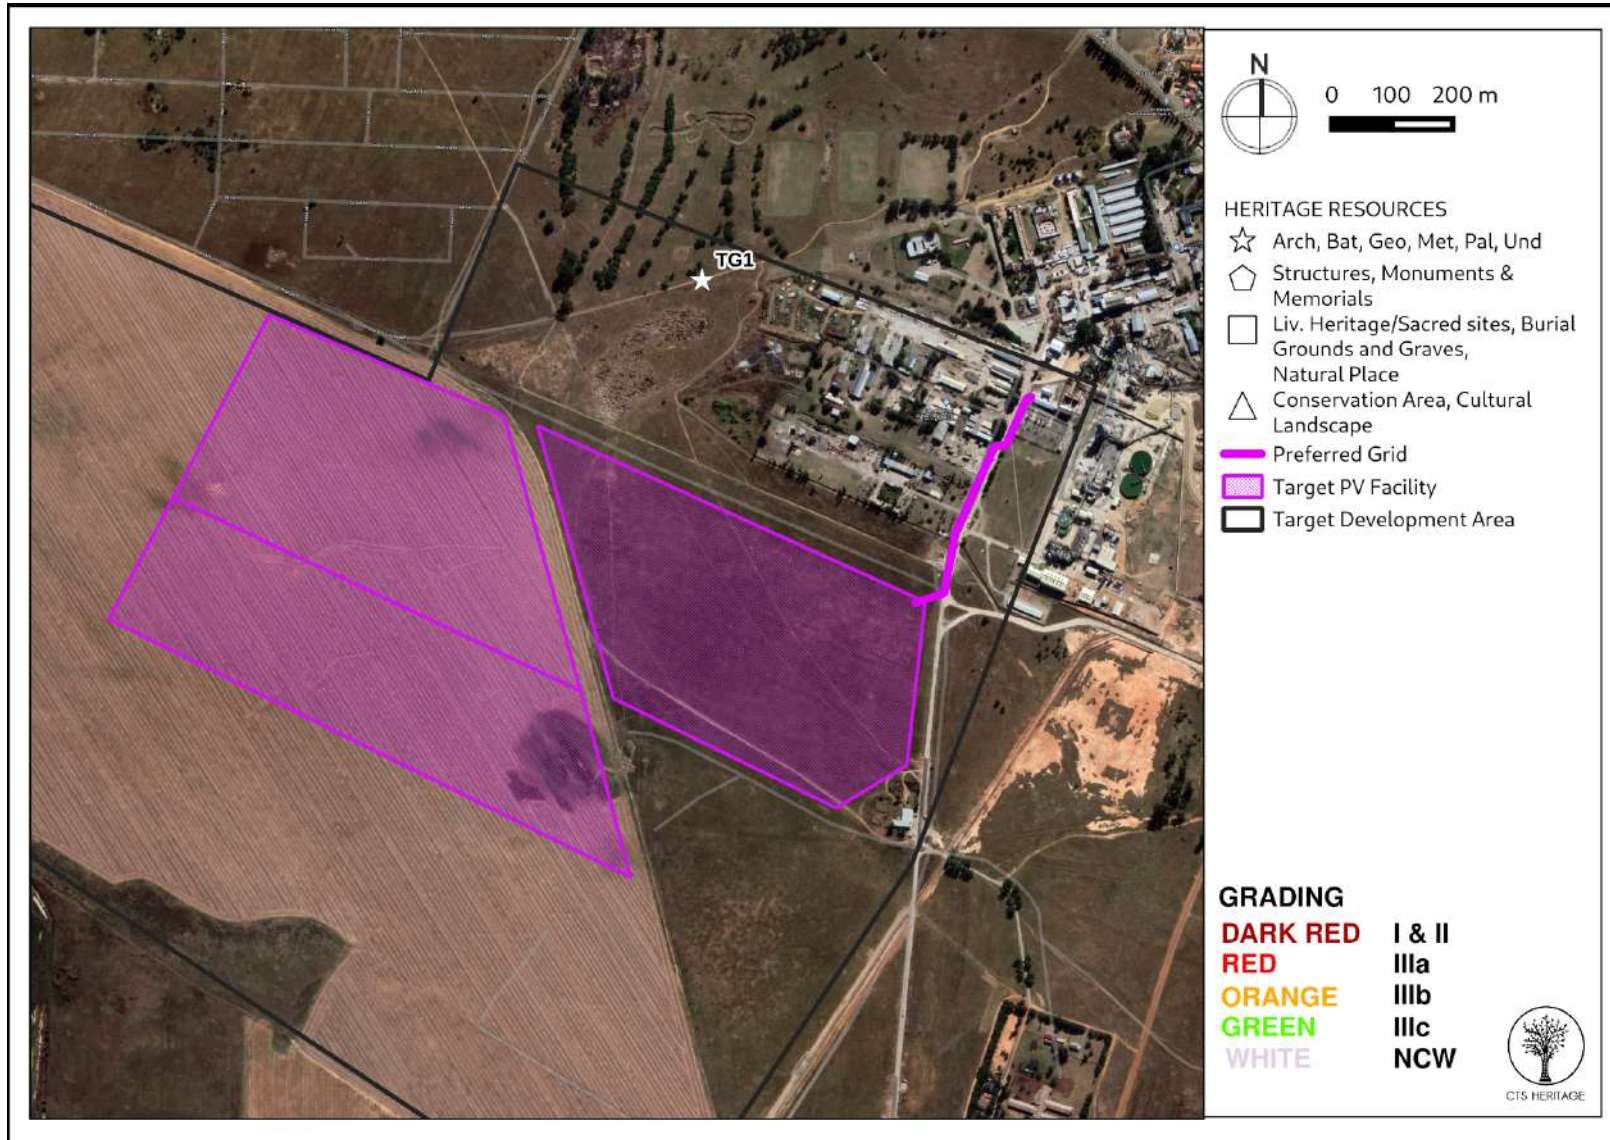 TG1
N
0 100 200 m
HERITAGE RESOURCES
Arch, Bat, Geo, Met, Pal, Und
Structures, Monuments &
Memorials
Liv. Heritage/Sacred sites, Burial
Grounds and Graves,
Natural Place
Conservation Area, Cultural
Landscape
Preferred Grid
Target PV Facility
Target Development Area
GRADING
DARK RED I & II
RED IIIa
ORANGE IIIb
GREEN IIIc
WHITE NCW
CTS HERITAGE